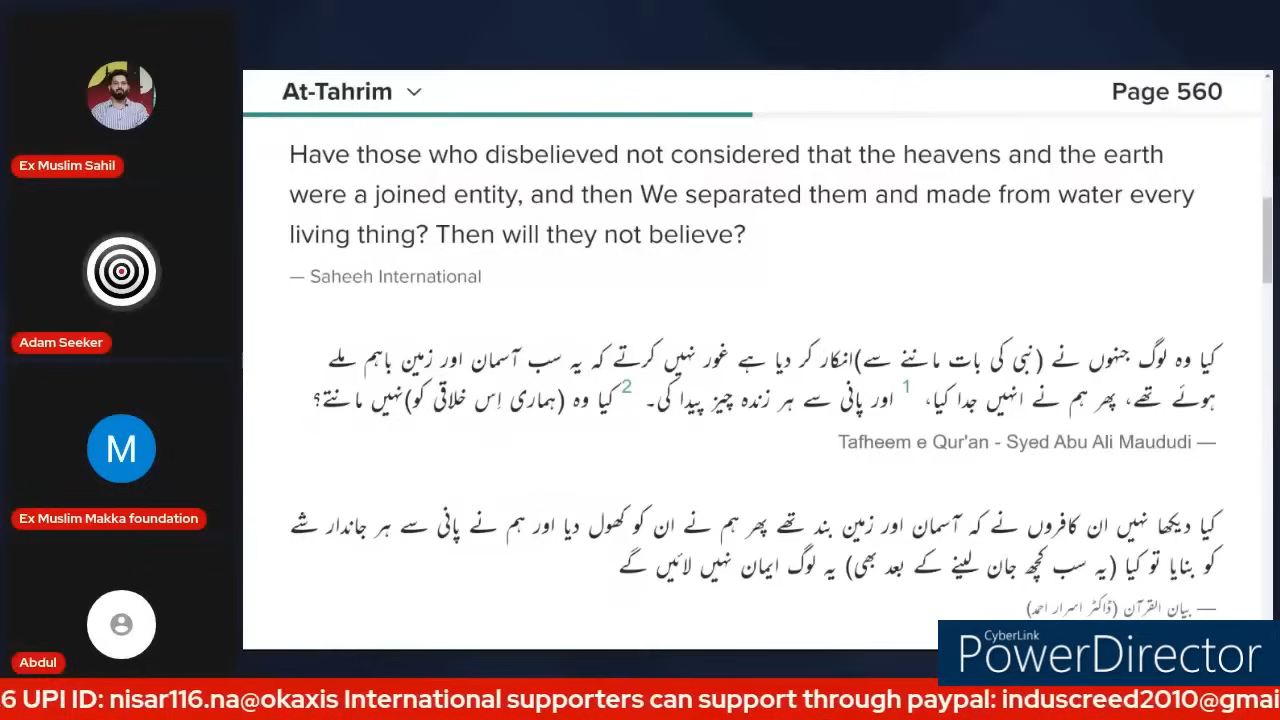 Ex Muslim Sahil
Adam Seeker
M
Ex Muslim Makka foundation
Abdul
At-Tahrim
Page 560
Have those who disbelieved not considered that the heavens and the earth
were a joined entity, and then We separated them and made from water every
living thing? Then will they not believe?
— Saheeh International
کیا وہ لوگ جنہوں نے (نبی کی بات ماننے سے)انکار کر دیا ہے غور نہیں کرتے کہ یہ سب آسمان اور زمین باہم ملے
ہوئے تھے، پھر ہم نے انہیں جدا کیا، 1 اور پانی سے ہر زندہ چیز پیدا کی۔ 2 کیا وہ (ہماری اِس خلاقی کو)نہیں مانتے؟
Tafheem e Qur'an - Syed Abu Ali Maududi —
کیا دیکھا نہیں ان کافروں نے کہ آسمان اور زمین بند تھے پھر ہم نے ان کو کھول دیا اور ہم نے پانی سے ہر جاندار شے
کو بنایا تو کیا (یہ سب کچھ جان لینے کے بعد بھی) یہ لوگ ایمان نہیں لائیں گے
— بیان القرآن (ڈاکٹر اسرار احمد)
CyberLink
PowerDirector
6 UPI ID: nisar116.na@okaxis International supporters can support through paypal: induscreed2010@gmai